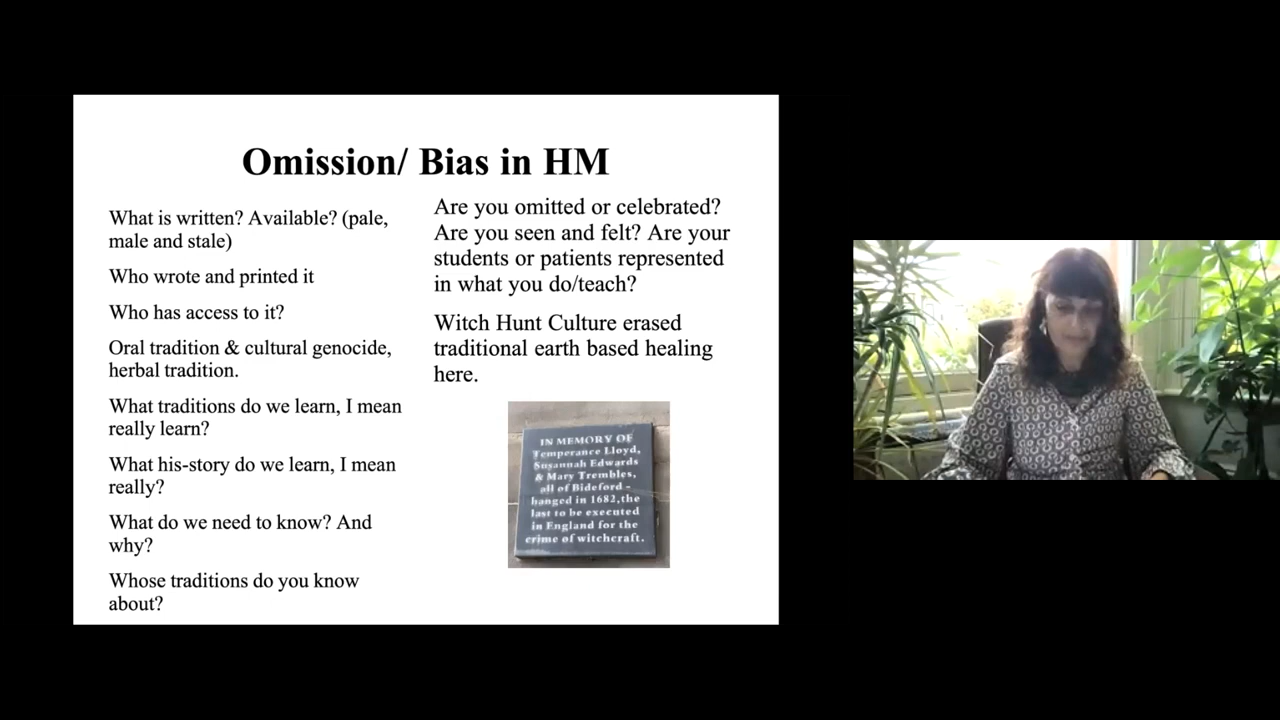 Omission/ Bias in HM
What is written? Available? (pale,
male and stale)
Who wrote and printed it
Who has access to it?
Oral tradition & cultural genocide,
herbal tradition.
What traditions do we learn, I mean
really learn?
What his-story do we learn, I mean
really?
What do we need to know? And
why?
Whose traditions do you know
about?
Are you omitted or celebrated?
Are you seen and felt? Are your
students or patients represented
in what you do/teach?
Witch Hunt Culture erased
traditional earth based healing
here.
IN MEMORY OF
Temperance Lloyd,
Susannah Edwards
& Mary Trembles,
all of Bideford -
hanged in 1682,the
last to be executed
in England for the
crime of witchcraft.